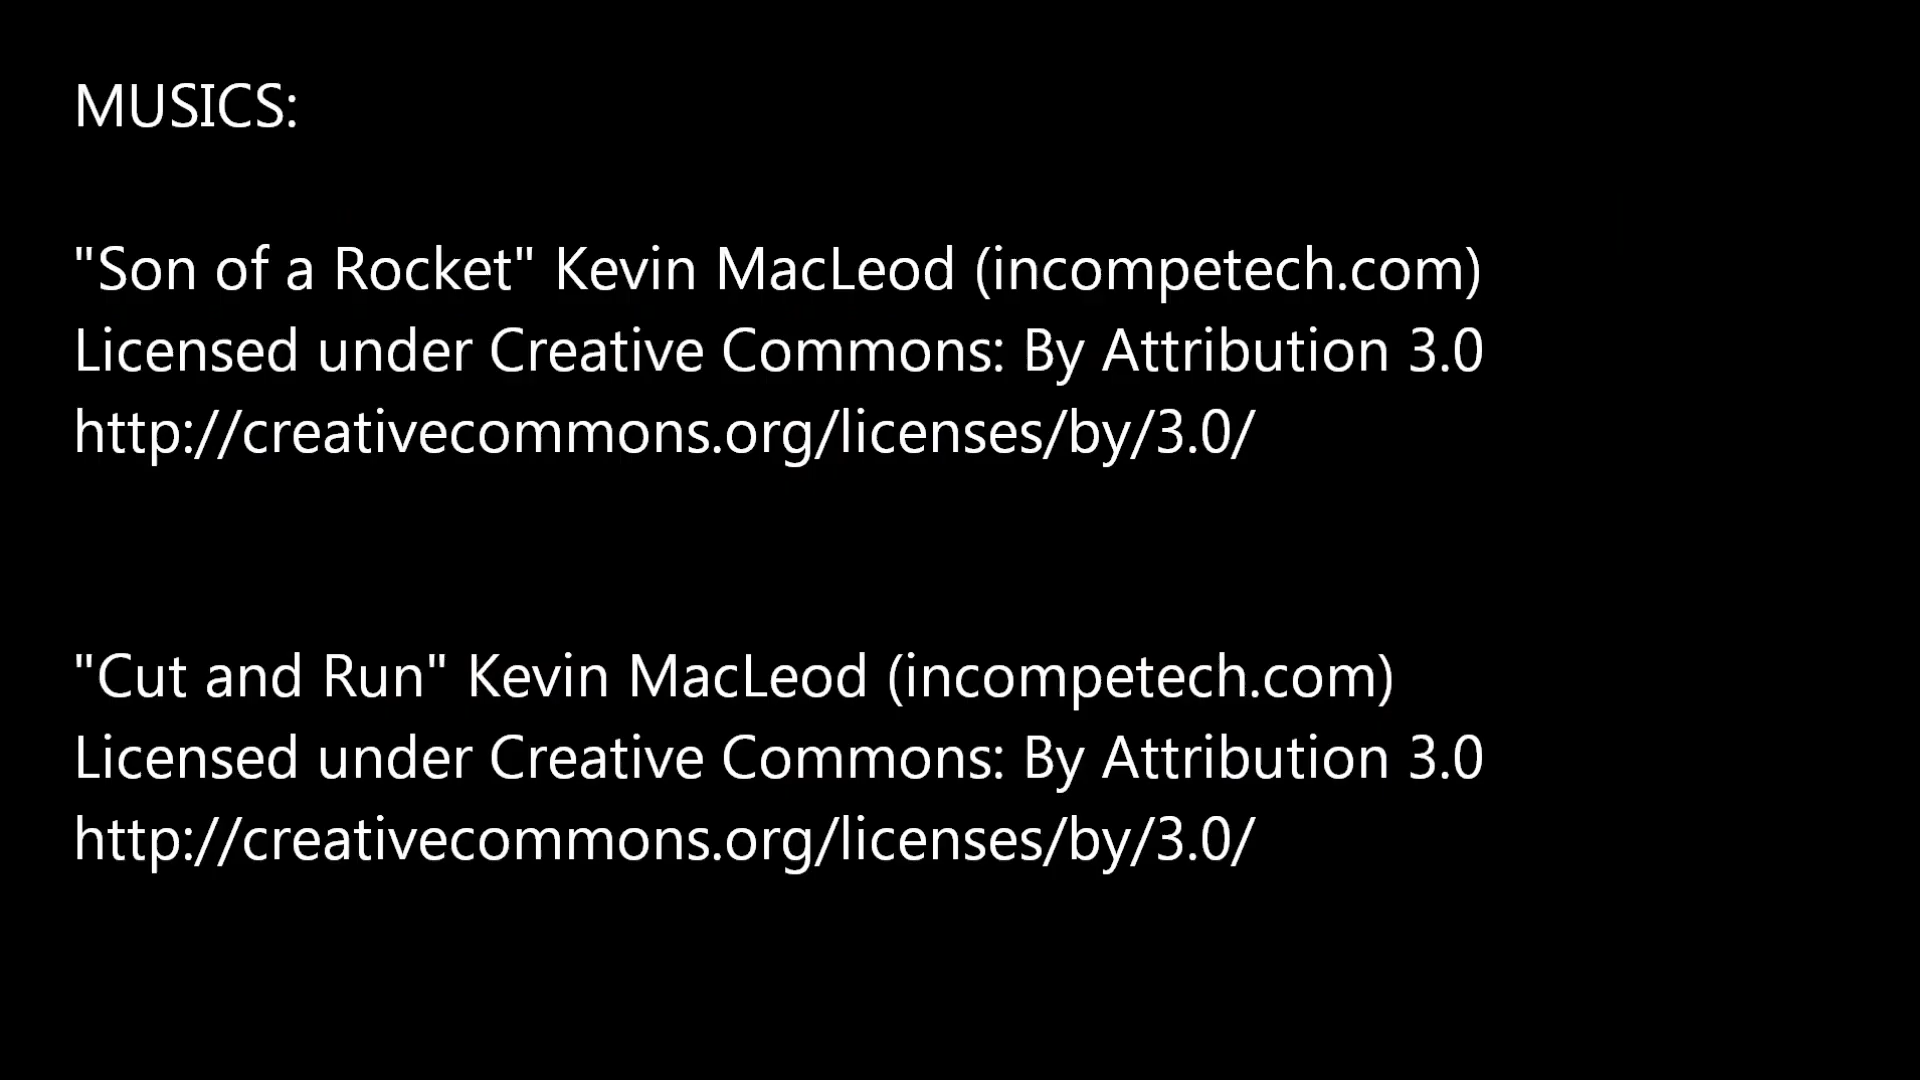 MUSICS:
"Son of a Rocket" Kevin MacLeod (incompetech.com)
Licensed under Creative Commons: By Attribution 3.0
http://creativecommons.org/licenses/by/3.0/
"Cut and Run" Kevin MacLeod (incompetech.com)
Licensed under Creative Commons: By Attribution 3.0
http://creativecommons.org/licenses/by/3.0/